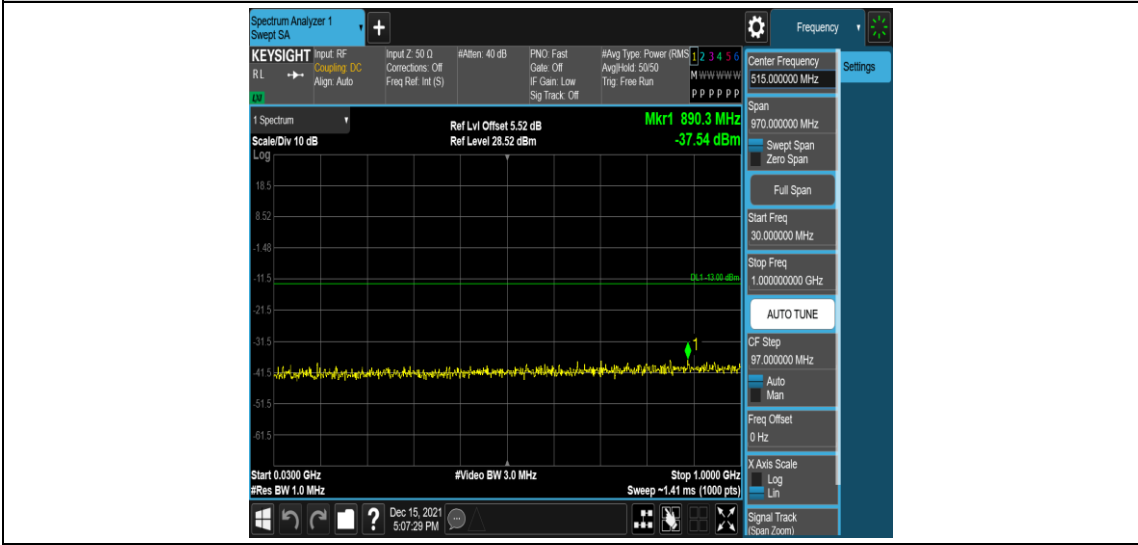 Spectrum Analyzer 1
Swept SA
+
Frequency
KEYSIGHT
RL
LM
Input: RF
Coupling: DC
Align: Auto
Input Z: 50 Ω
Corrections: Off
Freq Ref: Int (S)
#Atten: 40 dB
PNO: Fast
Gate: Off
IF Gain: Low
Sig Track: Off
#Avg Type: Power (RMS
Avg|Hold: 50/50
Trig: Free Run
1 2 3 4 5 6
M W W W W W
P P P P P P
1 Spectrum
Scale/Div 10 dB
Log
Ref Lvl Offset 5.52 dB
Ref Level 28.52 dBm
Mkr1 890.3 MHz
-37.54 dBm
18.5
8.52
-1.48
-11.5
DL1 -13.00 dBm
-21.5
-31.5
1
-41.5
-51.5
-61.5
Start 0.0300 GHz
#Res BW 1.0 MHz
#Video BW 3.0 MHz
Stop 1.0000 GHz
Sweep ~1.41 ms (1000 pts)
?
Dec 15, 2021
5:07:29 PM
Center Frequency
515.000000 MHz
Settings
Span
970.000000 MHz
Swept Span
Zero Span
Full Span
Start Freq
30.000000 MHz
Stop Freq
1.000000000 GHz
AUTO TUNE
CF Step
97.000000 MHz
Auto
Man
Freq Offset
0 Hz
X Axis Scale
Log
Lin
Signal Track
(Span Zoom)